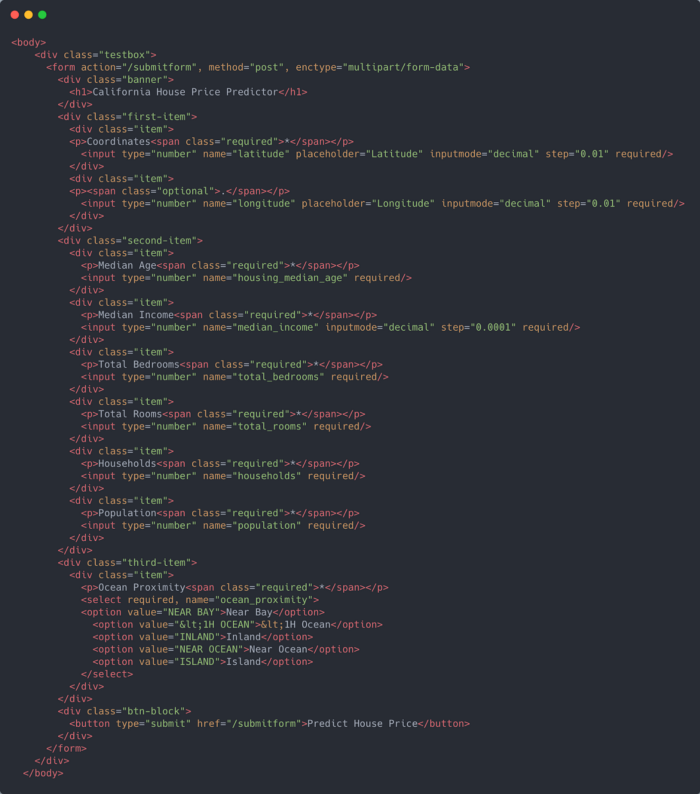 <body>
    <div class="testbox">
      <form action="/submitform", method="post", enctype="multipart/form-data">
        <div class="banner">
          <h1>California House Price Predictor</h1>
        </div>
        <div class="first-item">
          <div class="item">
          <p>Coordinates<span class="required">*</span></p>
            <input type="number" name="latitude" placeholder="Latitude" inputmode="decimal" step="0.01" required/>
          </div>
          <div class="item">
          <p><span class="optional">.</span></p>
            <input type="number" name="longitude" placeholder="Longitude" inputmode="decimal" step="0.01" required/>
          </div>
        </div>
        <div class="second-item">
          <div class="item">
            <p>Median Age<span class="required">*</span></p>
            <input type="number" name="housing_median_age" required/>
          </div>
          <div class="item">
            <p>Median Income<span class="required">*</span></p>
            <input type="number" name="median_income" inputmode="decimal" step="0.0001" required/>
          </div>
          <div class="item">
            <p>Total Bedrooms<span class="required">*</span></p>
            <input type="number" name="total_bedrooms" required/>
          </div>
          <div class="item">
            <p>Total Rooms<span class="required">*</span></p>
            <input type="number" name="total_rooms" required/>
          </div>
          <div class="item">
            <p>Households<span class="required">*</span></p>
            <input type="number" name="households" required/>
          </div>
          <div class="item">
            <p>Population<span class="required">*</span></p>
            <input type="number" name="population" required/>
          </div>
        </div>
        <div class="third-item">
          <div class="item">
            <p>Ocean Proximity<span class="required">*</span></p>
            <select required, name="ocean_proximity">
            <option value="NEAR BAY">Near Bay</option>
              <option value="&lt;1H OCEAN">&lt;1H Ocean</option>
              <option value="INLAND">Inland</option>
              <option value="NEAR OCEAN">Near Ocean</option>
              <option value="ISLAND">Island</option>
            </select>
          </div>
        </div>
        <div class="btn-block">
          <button type="submit" href="/submitform">Predict House Price</button>
        </div>
      </form>
    </div>
  </body>